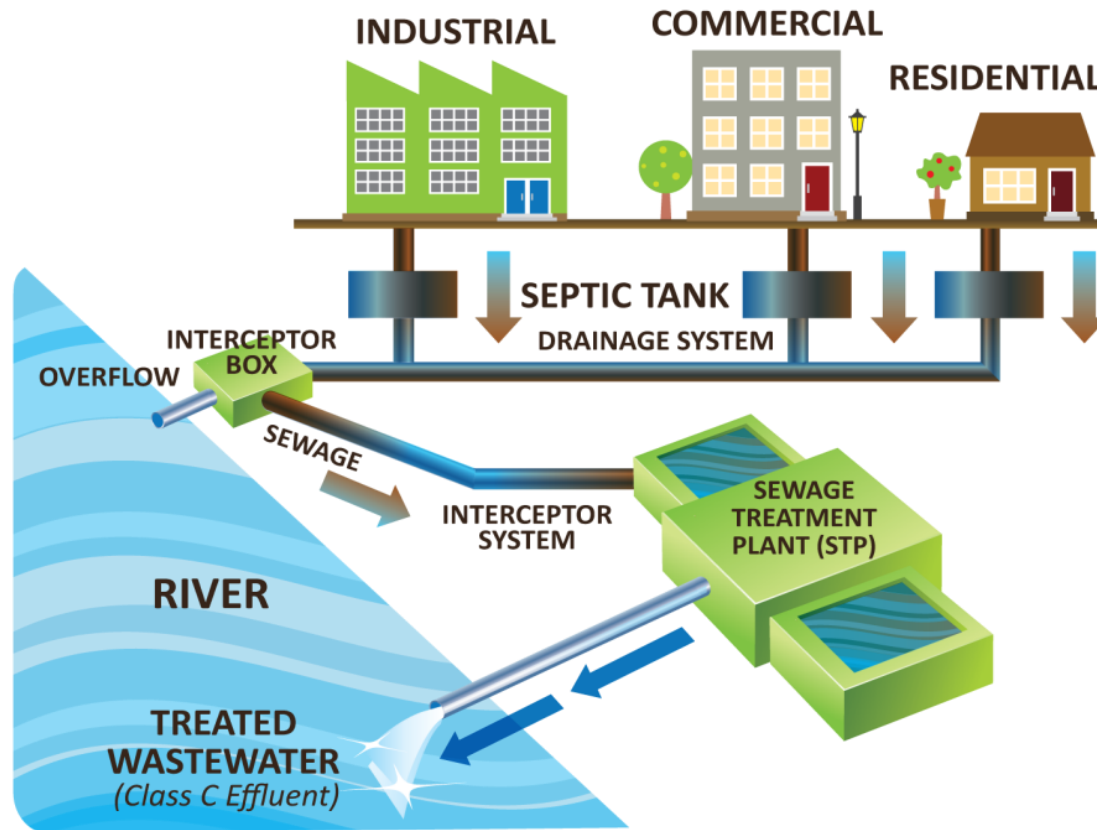 INDUSTRIAL
COMMERCIAL
RESIDENTIAL
SEPTIC TANK
DRAINAGE SYSTEM
INTERCEPTOR
BOX
OVERFLOW
SEWAGE
INTERCEPTOR
SYSTEM
SEWAGE
TREATMENT
PLANT (STP)
RIVER
TREATED
WASTEWATER
(Class C Effluent)